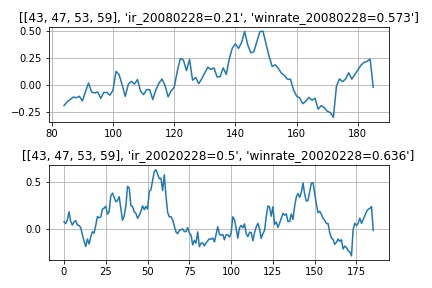 [[43, 47, 53, 59], 'ir_20080228=0.21', 'winrate_20080228=0.573']
0.50
0.25
0.00
−0.25
80 100 120 140 160 180
[[43, 47, 53, 59], 'ir_20020228=0.5', 'winrate_20020228=0.636']
0.5
0.0
0 25 50 75 100 125 150 175